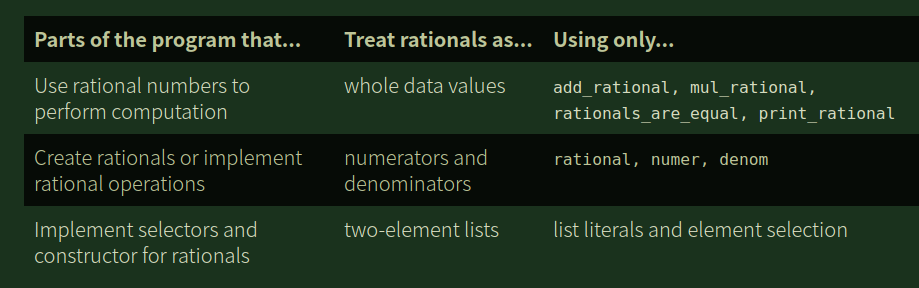 Parts of the program that... Treat rationals as... Using only...
Use rational numbers to perform computation whole data values add_rational, mul_rational, rationals_are_equal, print_rational
Create rationals or implement rational operations numerators and denominators rational, numer, denom
Implement selectors and constructor for rationals two-element lists list literals and element selection